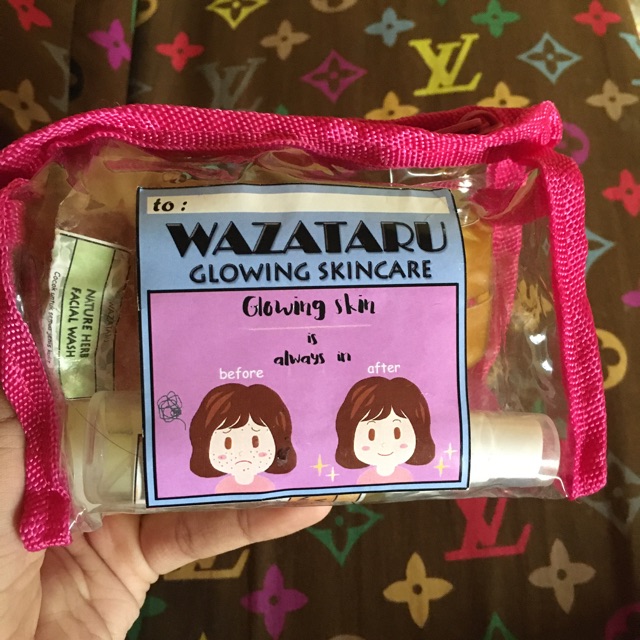 to :
WAZATARU
GLOWING SKINCARE
Glowing skin
is
always in
before
after
NATURE HERB
FACIAL WASH